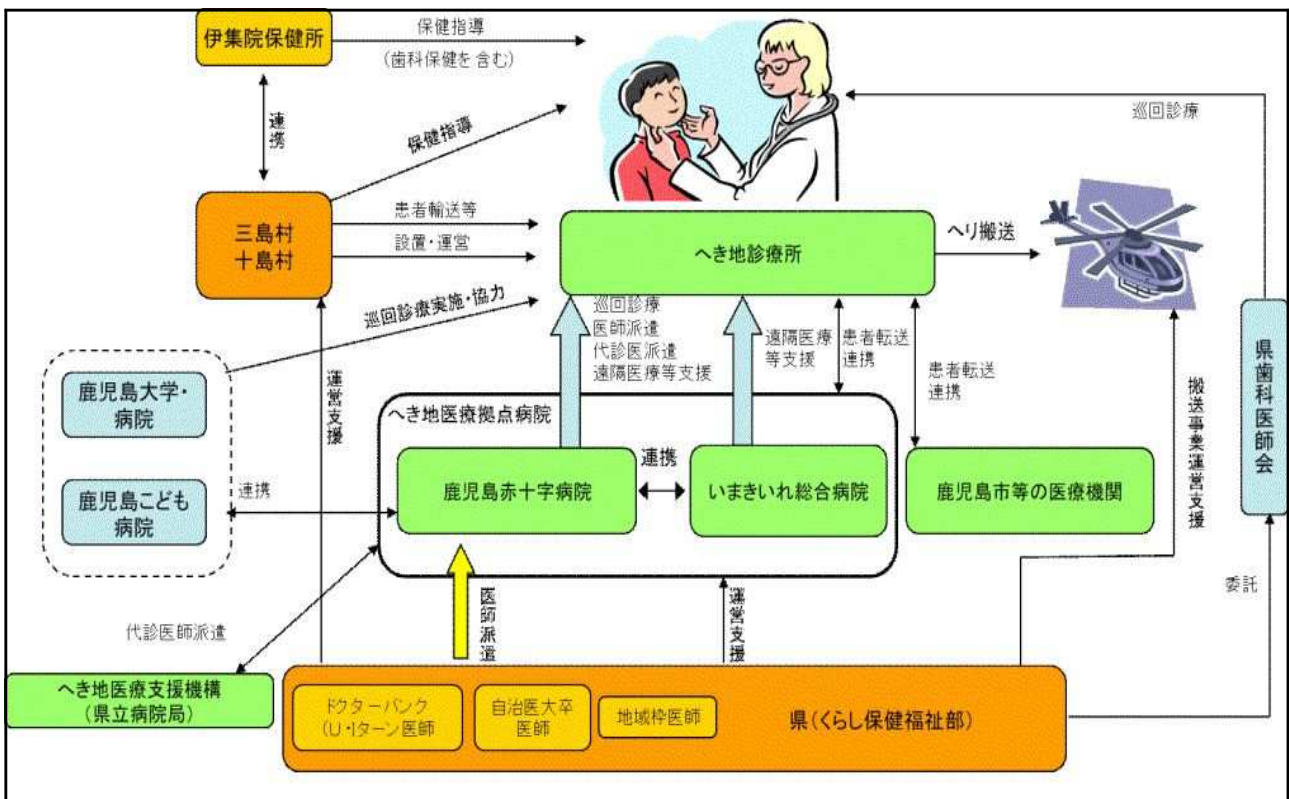 伊集院保健所
保健指導
(歯科保健を含む)
連携
保健指導
巡回診療
三島村
十島村
患者輸送等
設置・運営
へき地診療所
ヘリ搬送
巡回診療実施・協力
巡回診療
医師派遣
代診医派遣
遠隔医療等支援
遠隔医療
等支援
患者転送
連携
患者転送
連携
鹿児島大学・
病院
鹿児島こども
病院
連携
運営支援
へき地医療拠点病院
鹿児島赤十字病院
連携
いまきいれ総合病院
鹿児島市等の医療機関
搬送事業運営支援
県歯科医師会
医師派遣
運営支援
委託
代診医師派遣
へき地医療支援機構
(県立病院局)
ドクターバンク
(U・Iターン医師)
自治医大卒
医師
地域枠医師
県(くらし保健福祉部)